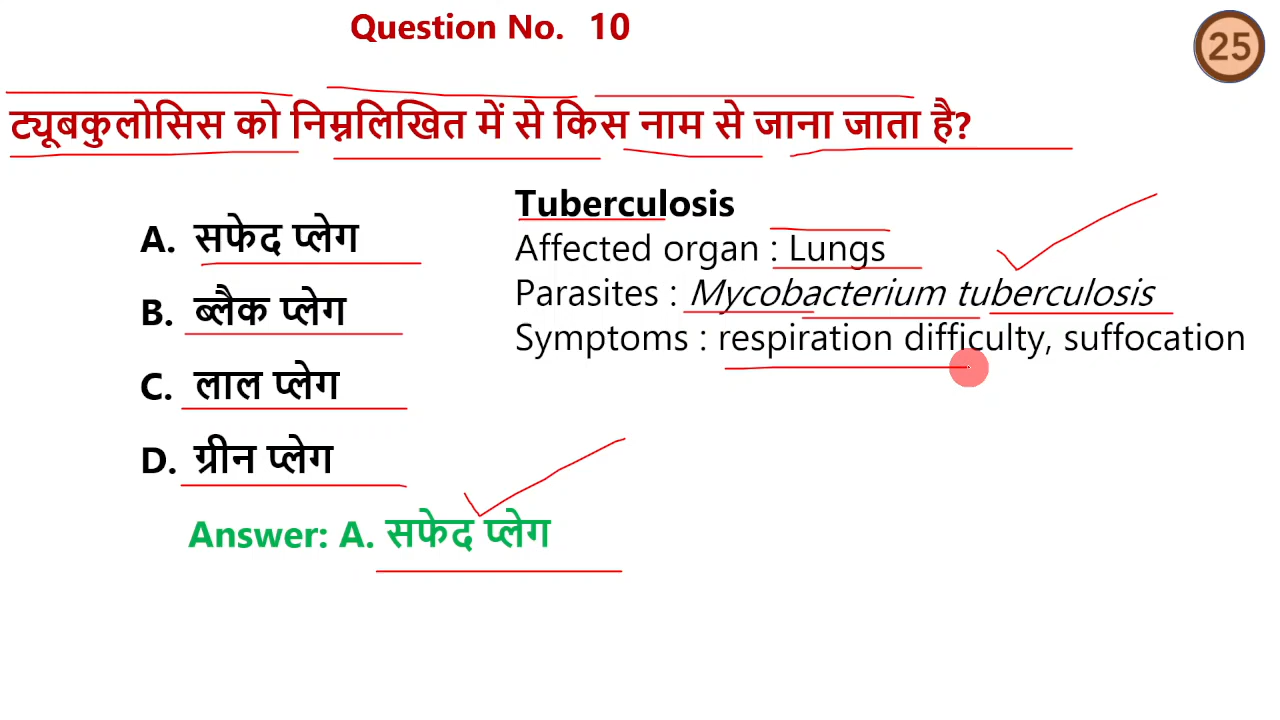 Question No. 10
25
ट्यूबकुलोसिस को निम्नलिखित में से किस नाम से जाना जाता है?
A. सफेद प्लेग
B. ब्लैक प्लेग
C. लाल प्लेग
D. ग्रीन प्लेग
Answer: A. सफेद प्लेग
Tuberculosis
Affected organ : Lungs
Parasites : Mycobacterium tuberculosis
Symptoms : respiration difficulty, suffocation